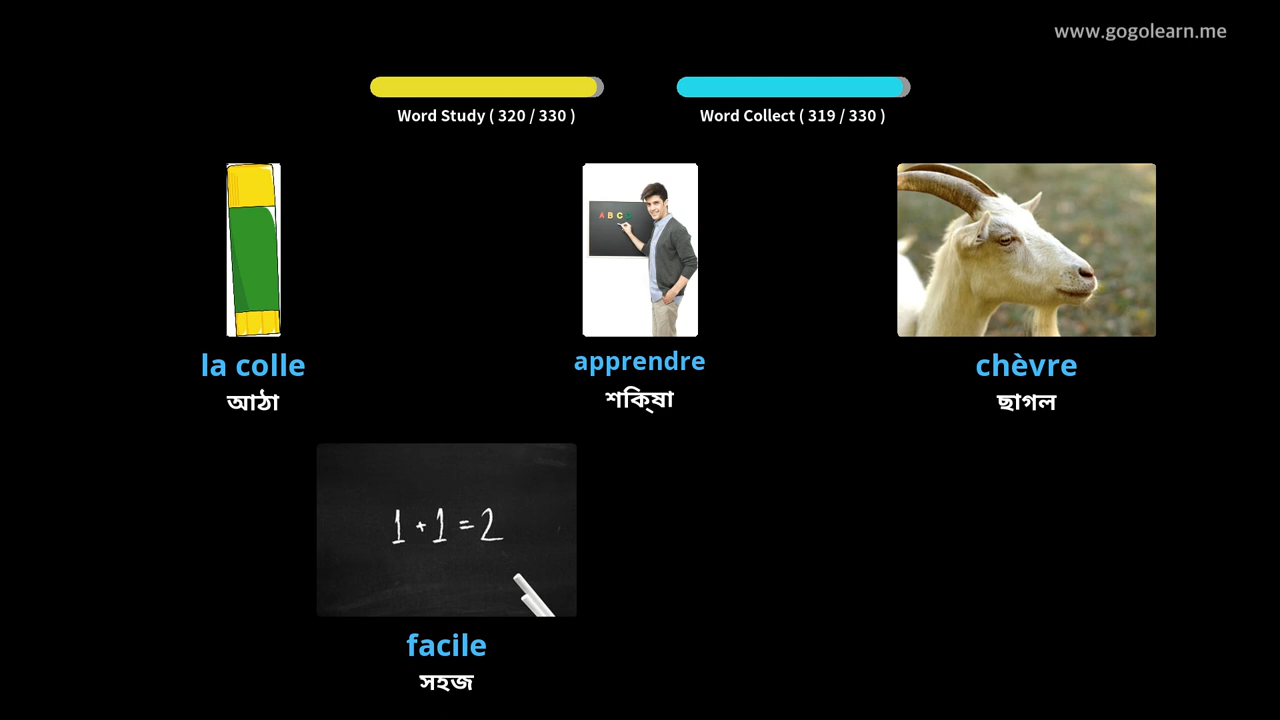 www.gogolearn.me
Word Study ( 320 / 330 )
Word Collect ( 319 / 330 )
A B C D
la colle
apprendre
chèvre
আঠা
শকি্ষা
ছাগল
1 + 1 = 2
facile
সহজ